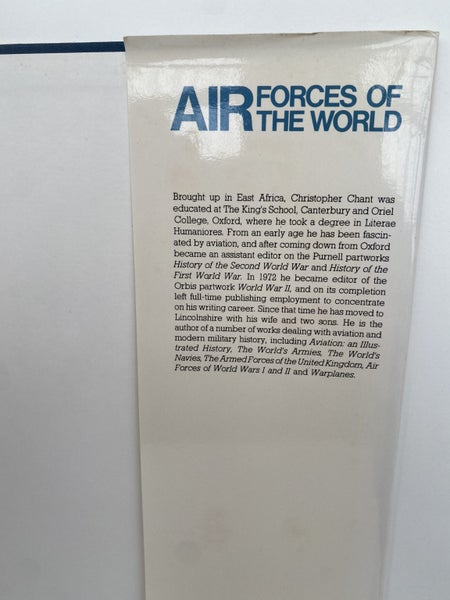 AIR FORCES OF
THE WORLD
Brought up in East Africa, Christopher Chant was
educated at The King's School, Canterbury and Oriel
College, Oxford, where he took a degree in Literae
Humaniores. From an early age he has been fascin-
ated by aviation, and after coming down from Oxford
became an assistant editor on the Purnell partworks
History of the Second World War and History of the
First World War. In 1972 he became editor of the
Orbis partwork World War II, and on its completion
left full-time publishing employment to concentrate
on his writing career. Since that time he has moved to
Lincolnshire with his wife and two sons. He is the
author of a number of works dealing with aviation and
modern military history, including Aviation: an Illus-
trated History, The World's Armies, The World's
Navies, The Armed Forces of the United Kingdom, Air
Forces of World Wars I and II and Warplanes.